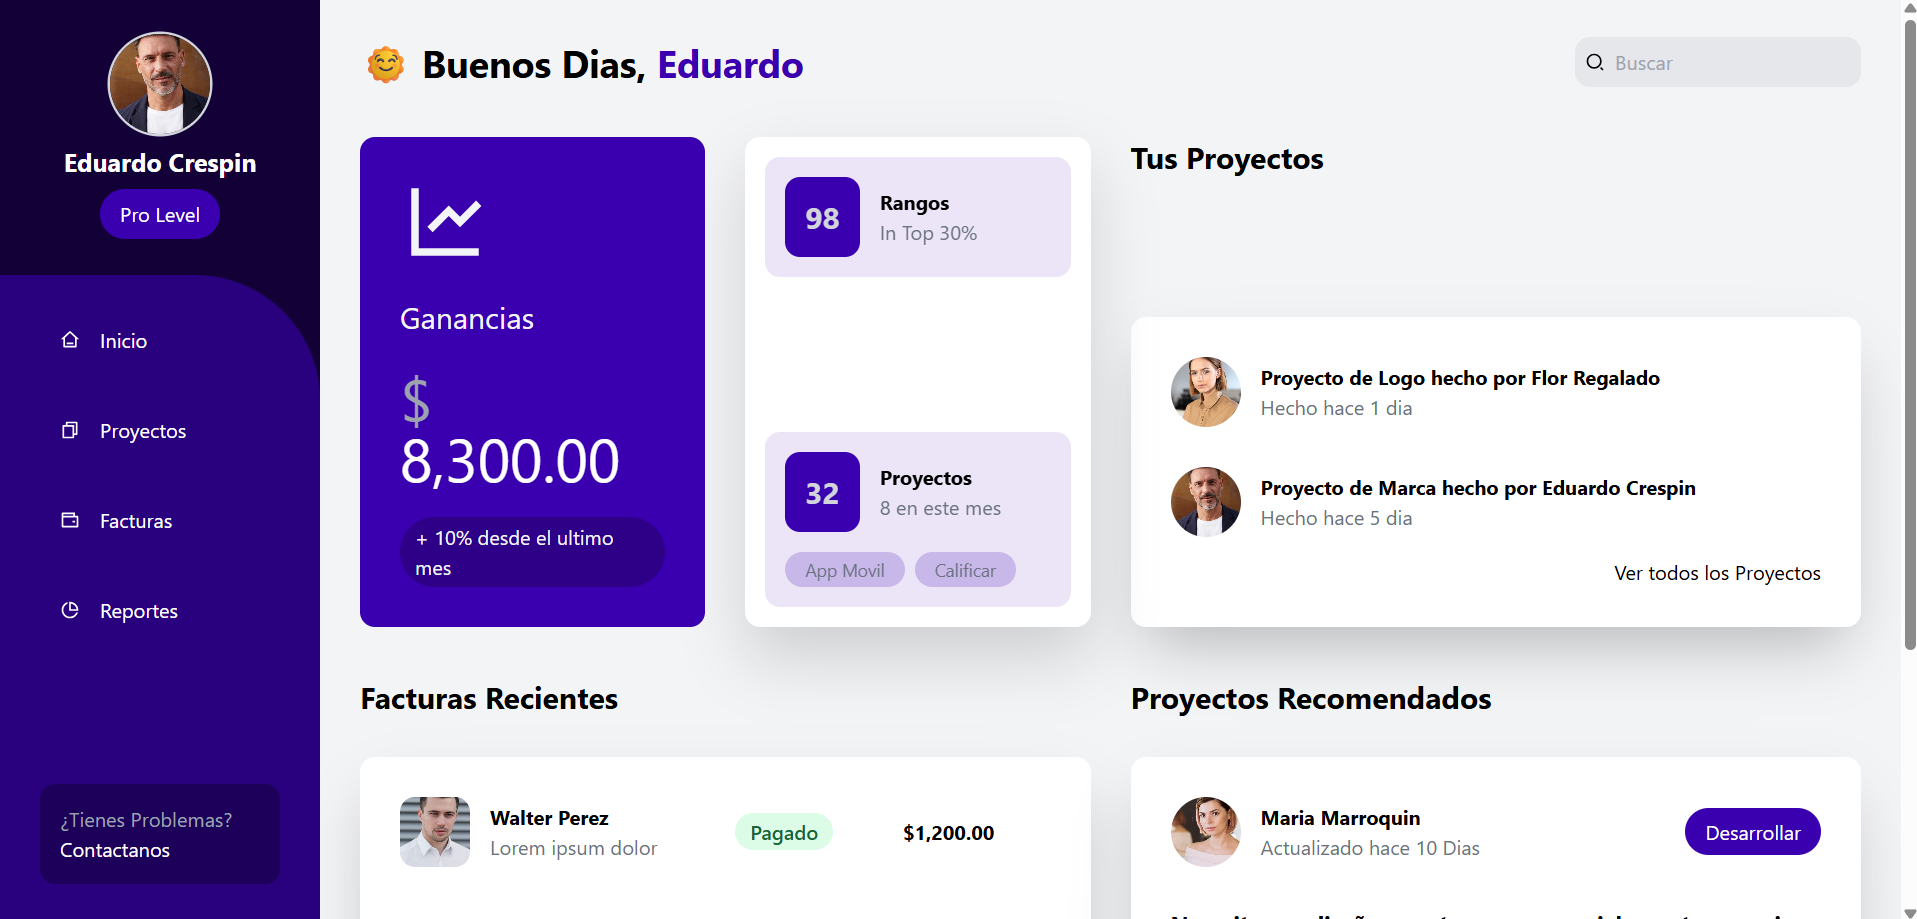 Eduardo Crespin
Pro Level
Inicio
Proyectos
Facturas
Reportes
¿Tienes Problemas?
Contactanos
Buenos Dias, Eduardo
Buscar
Ganancias
$
8,300.00
+ 10% desde el ultimo
mes
98
Rangos
In Top 30%
32
Proyectos
8 en este mes
App Movil
Calificar
Tus Proyectos
Proyecto de Logo hecho por Flor Regalado
Hecho hace 1 dia
Proyecto de Marca hecho por Eduardo Crespin
Hecho hace 5 dia
Ver todos los Proyectos
Facturas Recientes
Walter Perez
Lorem ipsum dolor
Pagado
$1,200.00
Proyectos Recomendados
Maria Marroquin
Actualizado hace 10 Dias
Desarrollar